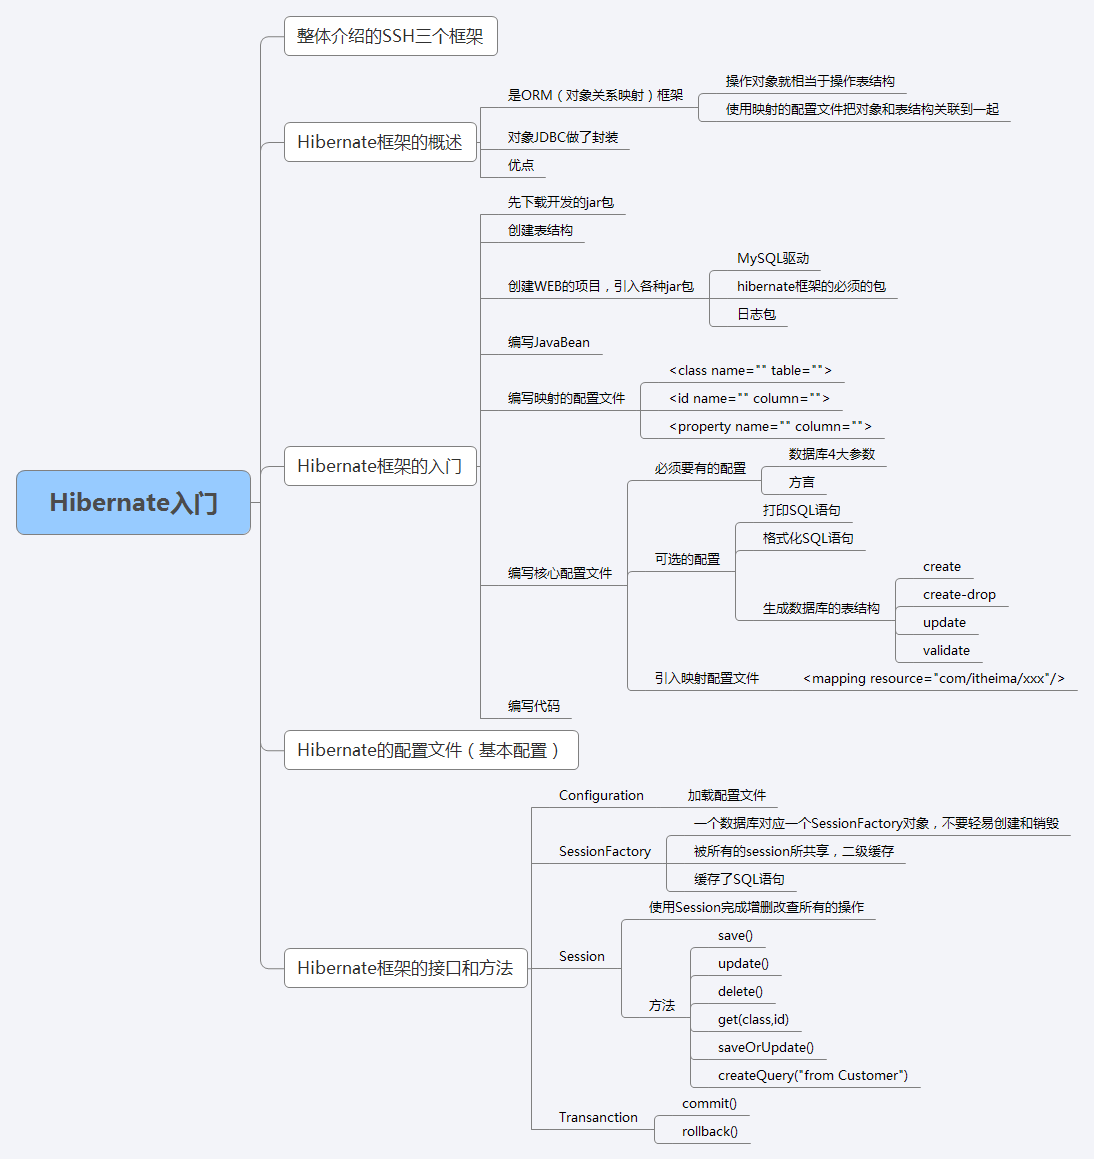 整体介绍的SSH三个框架
操作对象就相当于操作表结构
是ORM（对象关系映射）框架
使用映射的配置文件把对象和表结构关联到一起
Hibernate框架的概述
对象JDBC做了封装
优点
先下载开发的jar包
创建表结构
MySQL驱动
创建WEB的项目，引入各种jar包
hibernate框架的必须的包
日志包
编写JavaBean
<class name="" table="">
编写映射的配置文件
<id name="" column="">
<property name="" column="">
Hibernate框架的入门
数据库4大参数
必须要有的配置
方言
Hibernate入门
打印SQL语句
格式化SQL语句
可选的配置
编写核心配置文件
create
create-drop
生成数据库的表结构
update
validate
引入映射配置文件
<mapping resource="com/itheima/xxx"/>
编写代码
Hibernate的配置文件（基本配置）
Configuration
加载配置文件
一个数据库对应一个SessionFactory对象，不要轻易创建和销毁
SessionFactory
被所有的session所共享，二级缓存
缓存了SQL语句
使用Session完成增删改查所有的操作
Hibernate框架的接口和方法
Session
save()
update()
delete()
方法
get(class,id)
saveOrUpdate()
createQuery("from Customer")
Transanction
commit()
rollback()